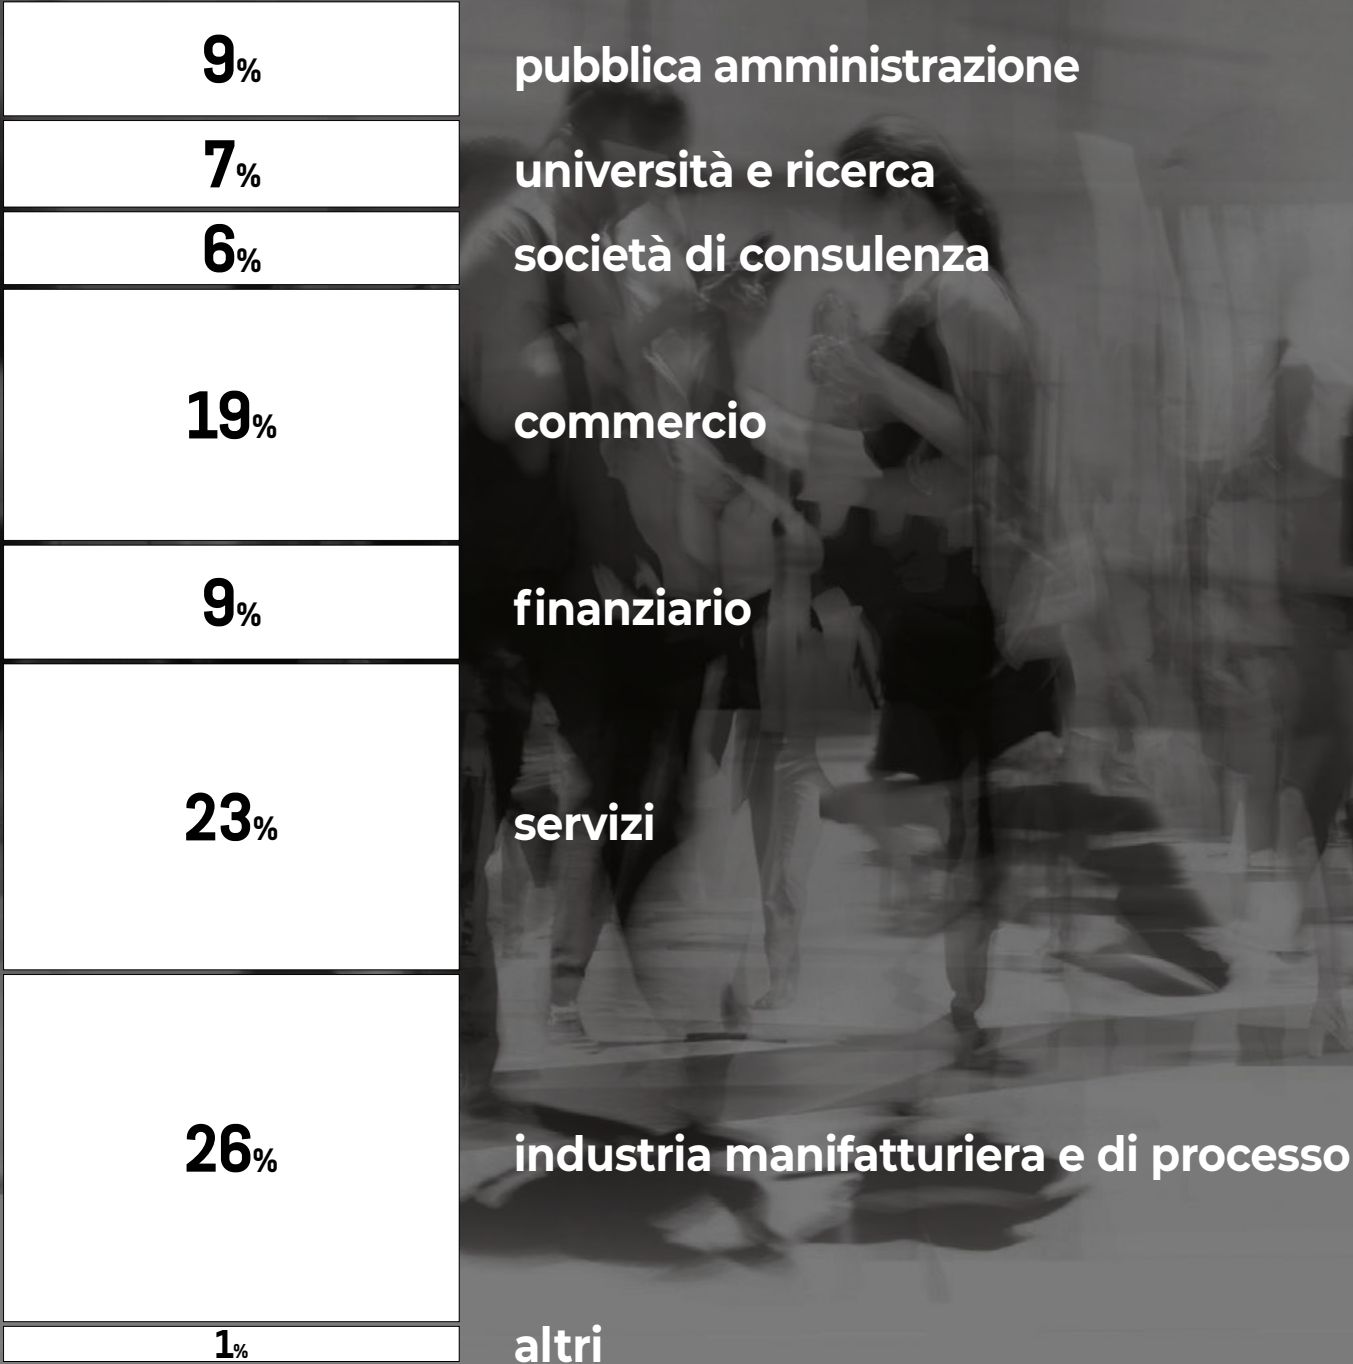 9% pubblica amministrazione
7% università e ricerca
6% società di consulenza
19% commercio
9% finanziario
23% servizi
26% industria manifatturiera e di processo
1% altri